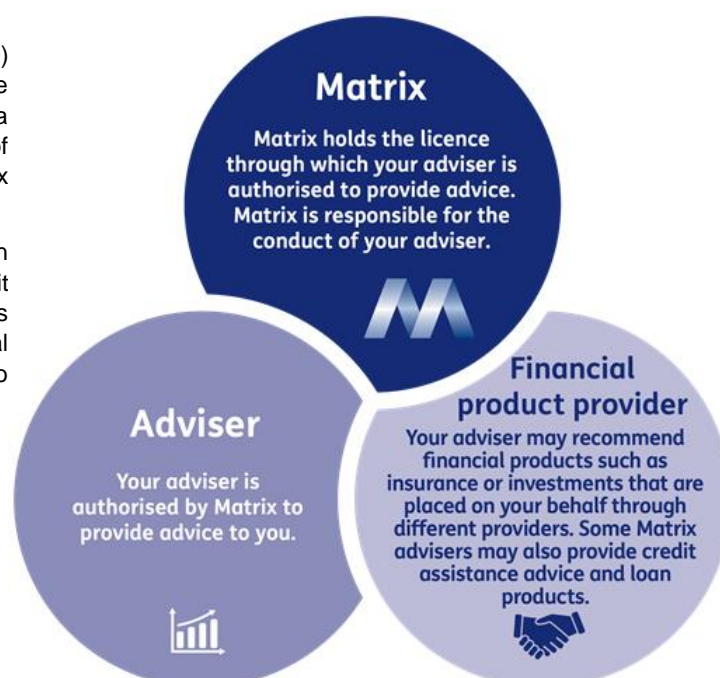 )
e
a
of
x
n
it
s
al
o
Matrix
Matrix holds the licence
through which your adviser is
authorised to provide advice.
Matrix is responsible for the
conduct of your adviser.
Adviser
Your adviser is
authorised by Matrix to
provide advice to you.
Financial
product provider
Your adviser may recommend
financial products such as
insurance or investments that are
placed on your behalf through
different providers. Some Matrix
advisers may also provide credit
assistance advice and loan
products.